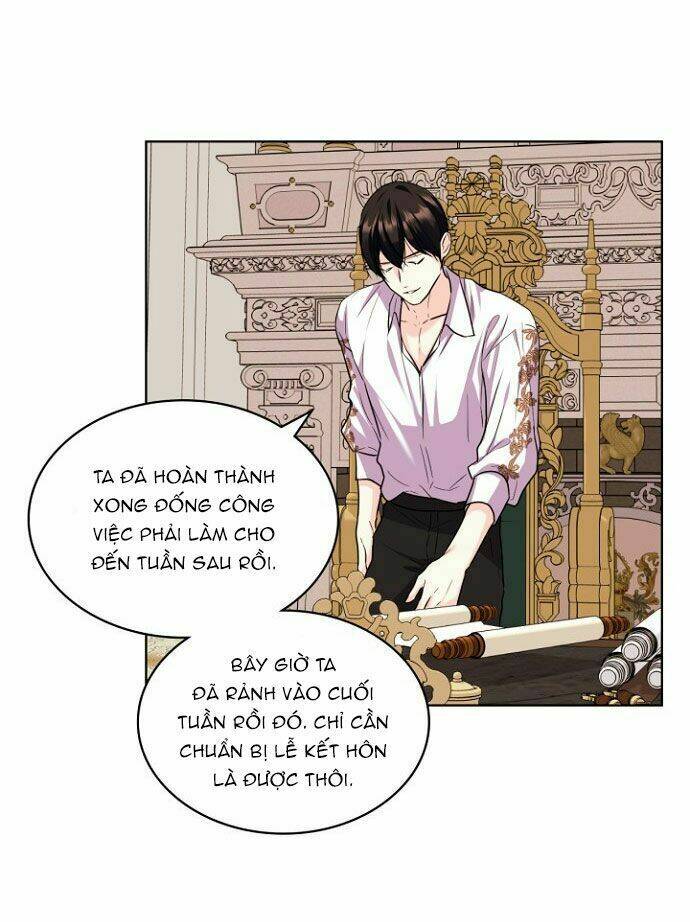 TA ĐÃ HOÀN THÀNH
XONG ĐỐNG CÔNG
VIỆC PHẢI LÀM CHO
ĐẾN TUẦN SAU RỒI.
BÂY GIỜ TA
ĐÃ RẢNH VÀO CUỐI
TUẦN RỒI ĐÓ. CHỈ CẦN
CHUẨN BỊ LỄ KẾT HÔN
LÀ ĐƯỢC THÔI.